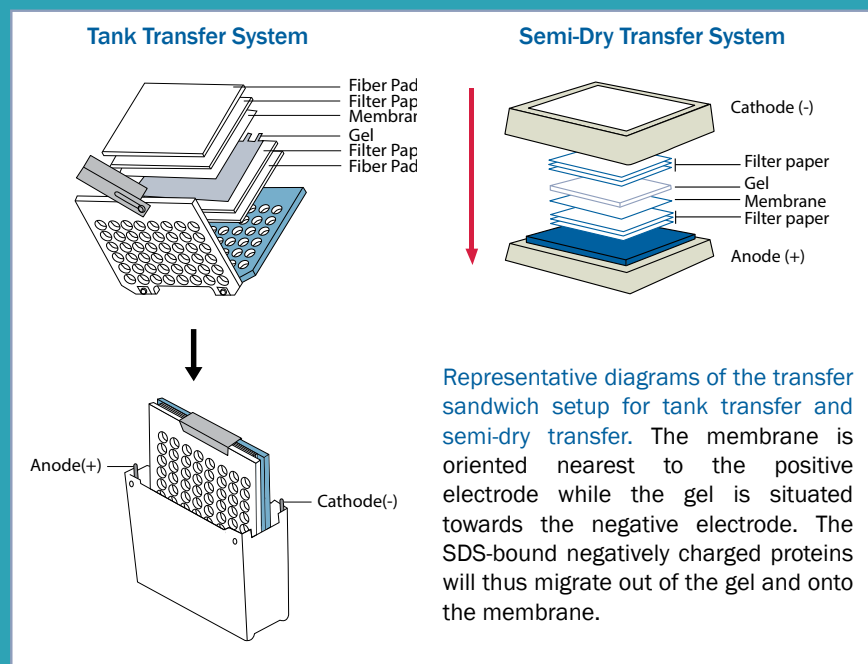 Tank Transfer System
Fiber Pad
Filter Pap
Membrar
Gel
Filter Pap
Fiber Pad
Anode(+)
Cathode(-)
Semi-Dry Transfer System
Cathode (-)
Filter paper
Gel
Membrane
Filter paper
Anode (+)
Representative diagrams of the transfer
sandwich setup for tank transfer and
semi-dry transfer. The membrane is
oriented nearest to the positive
electrode while the gel is situated
towards the negative electrode. The
SDS-bound negatively charged proteins
will thus migrate out of the gel and onto
the membrane.